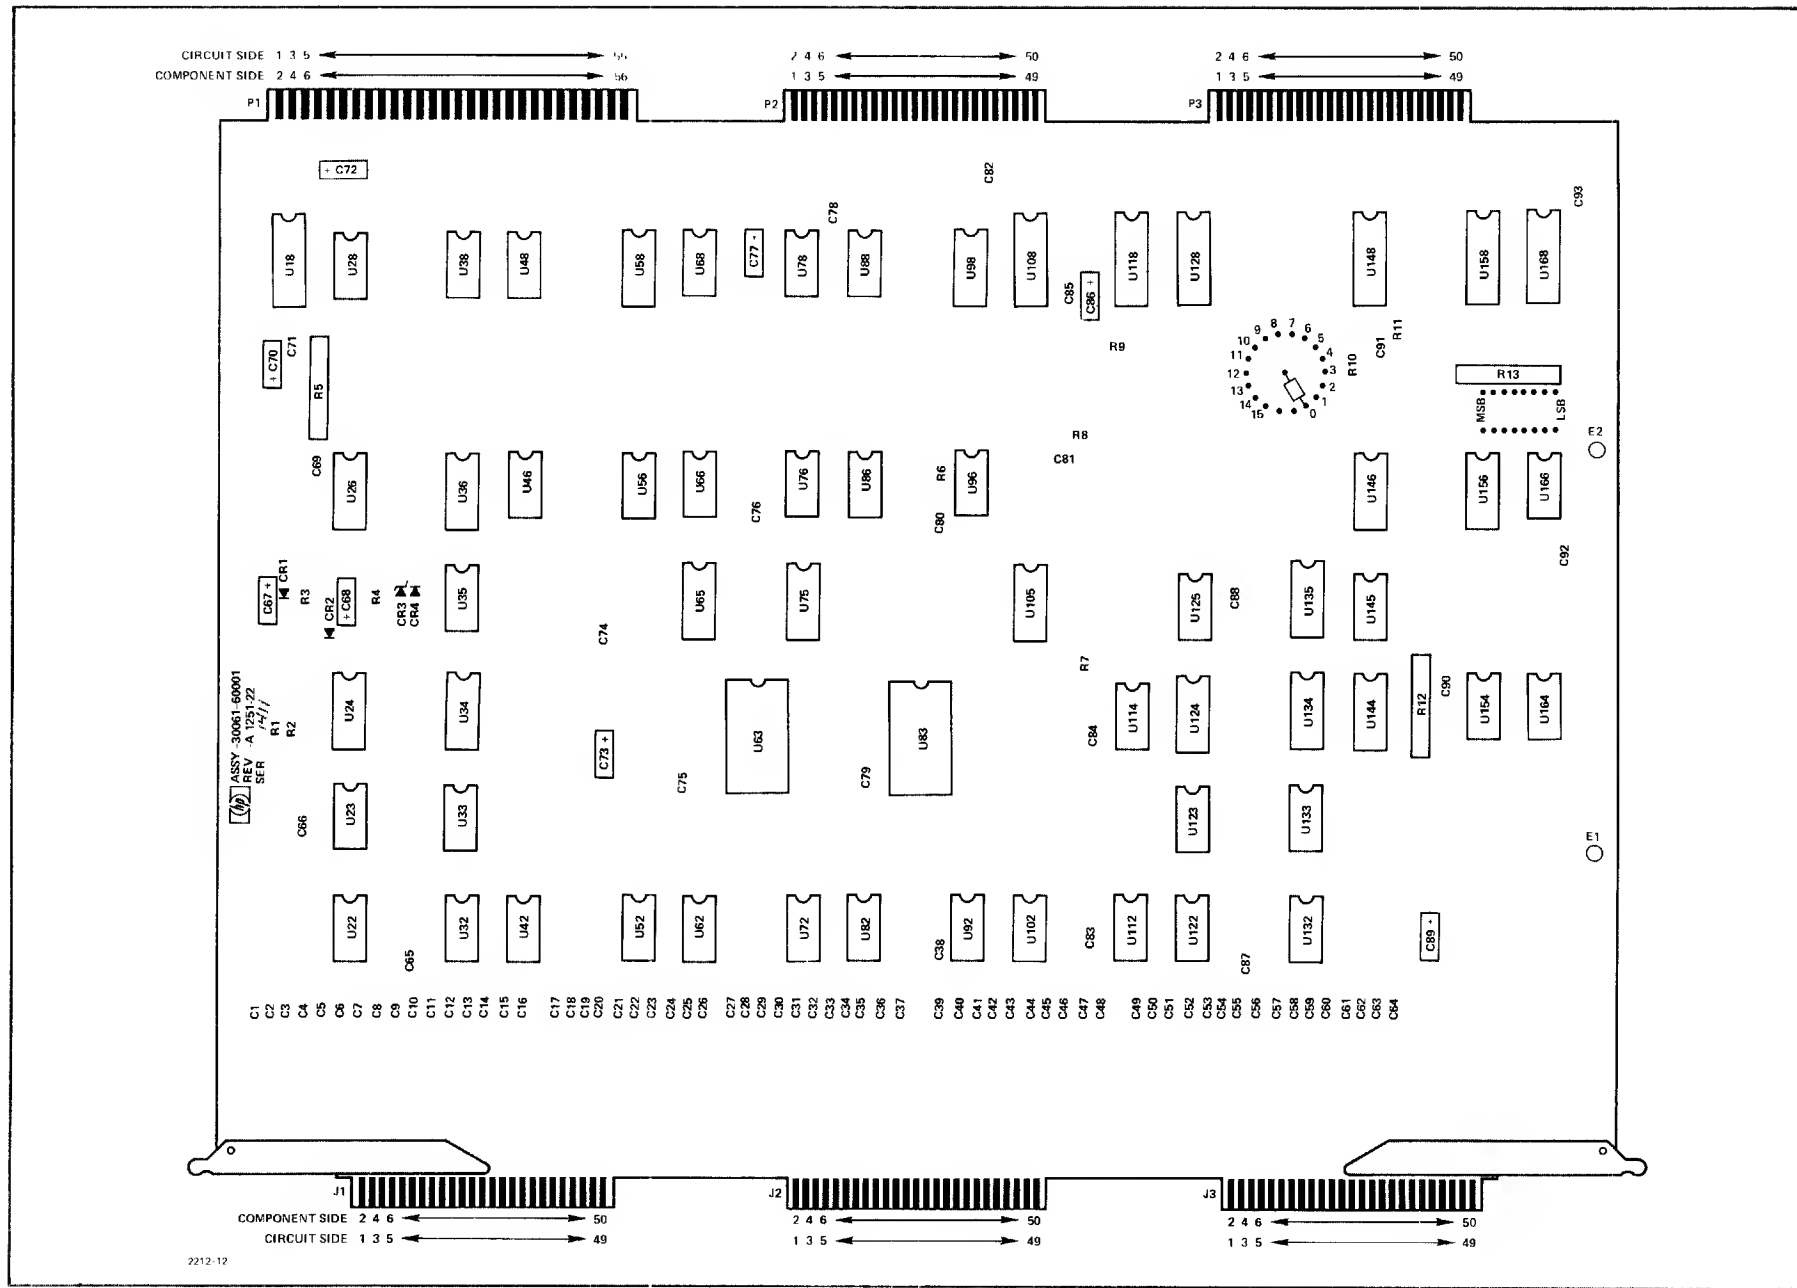 CIRCUIT SIDE 1 3 5 55 2 4 6 50 2 4 6 50
COMPONENT SIDE 2 4 6 56 1 3 5 49 1 3 5 49
P1 P2 P3
+ C72 C82
C78 C93
U18 U28 U38 U48 U58 U68 C77 + U78 U88 U98 U108 U118 U128 U148 U158 U168
C85 C86 +
+ C70 C71 R5 R9 R10 C91 R11
0 1 2 3 4 5 6 7 8 9 10 11 12 13 14 15
R13
MSB LSB
E2
R8
C81
C69 U26 U36 U46 U56 U66 C76 U76 U86 R6 C80 U96 U146 U156 U166
C92
C67 + CR1 R3 CR2 + C68 R4 CR3 CR4 U35 C74 U65 U75 U105 U125 C88 U135 U145
R7
hp ASSY -30061-60001
REV -A 1251-22
SER
R1 R2 U24 U34 C73 + C75 U63 C79 U83 C84 U114 U124 U134 U144 R12 C90 U154 U164
C66 U23 U33 U123 U133
E1
U22 C65 U32 U42 U52 U62 U72 U82 C38 U92 U102 C83 U112 U122 C87 U132 C89 +
C1 C2 C3 C4 C5 C6 C7 C8 C9 C10 C11 C12 C13 C14 C15 C16 C17 C18 C19 C20 C21 C22 C23 C24 C25 C26 C27 C28 C29 C30 C31 C32 C33 C34 C35 C36 C37 C39 C40 C41 C42 C43 C44 C45 C46 C47 C48 C49 C50 C51 C52 C53 C54 C55 C56 C57 C58 C59 C60 C61 C62 C63 C64
J1 J2 J3
COMPONENT SIDE 2 4 6 50 2 4 6 50 2 4 6 50
CIRCUIT SIDE 1 3 5 49 1 3 5 49 1 3 5 49
2212-12